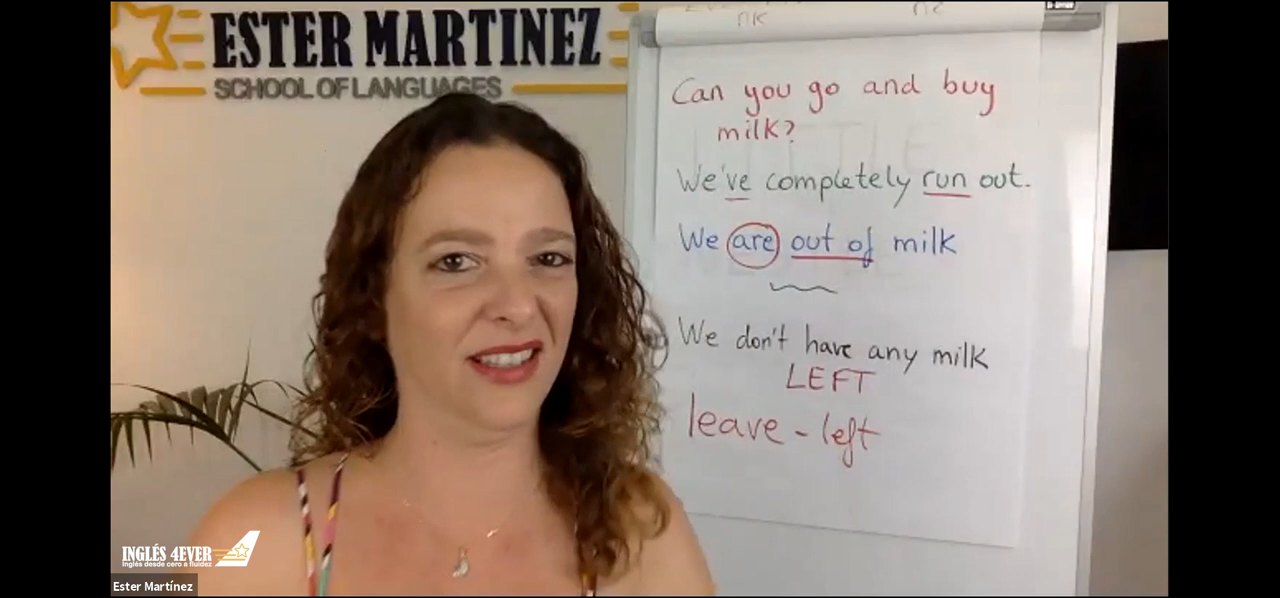 ESTER MARTINEZ
SCHOOL OF LANGUAGES
Can you go and buy
milk?
We've completely run out.
We are out of milk
We don't have any milk
LEFT
leave - left
INGLÉS 4EVER
Inglés desde cero a fluidez
Ester Martínez